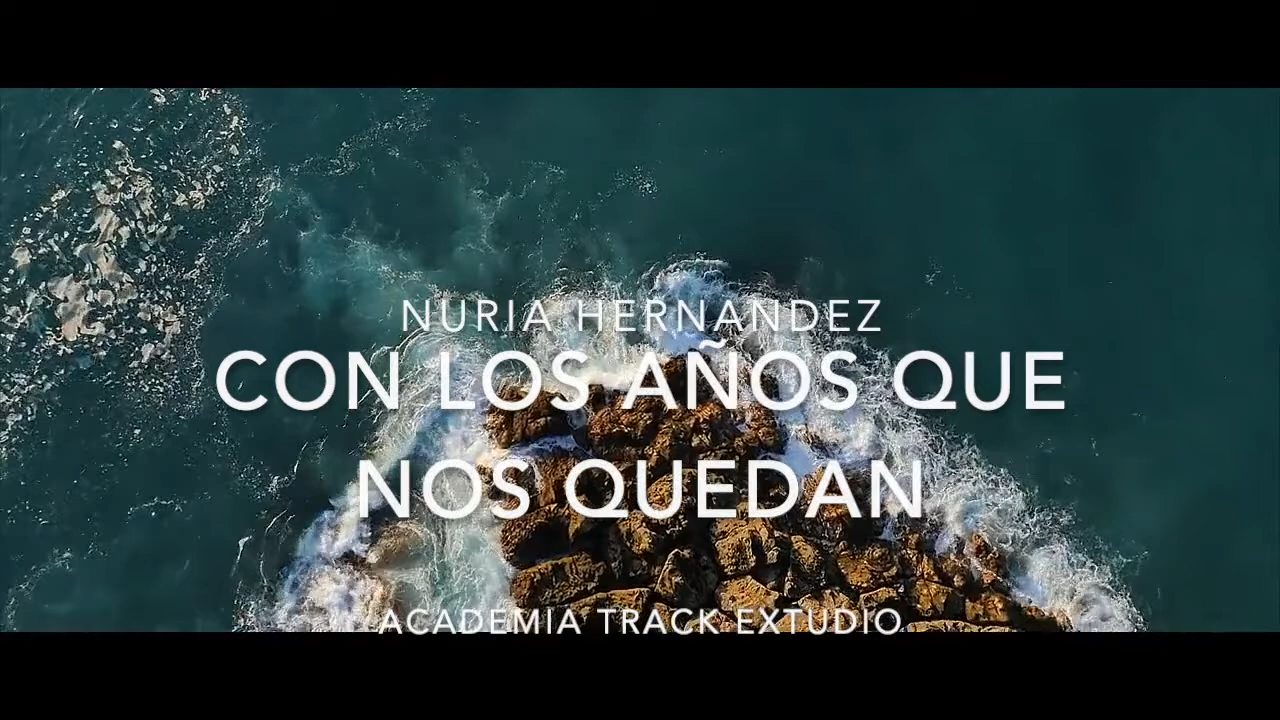 NURIA HERNANDEZ
CON LOS AÑOS QUE
NOS QUEDAN
ACADEMIA TRACK EXTUDIO